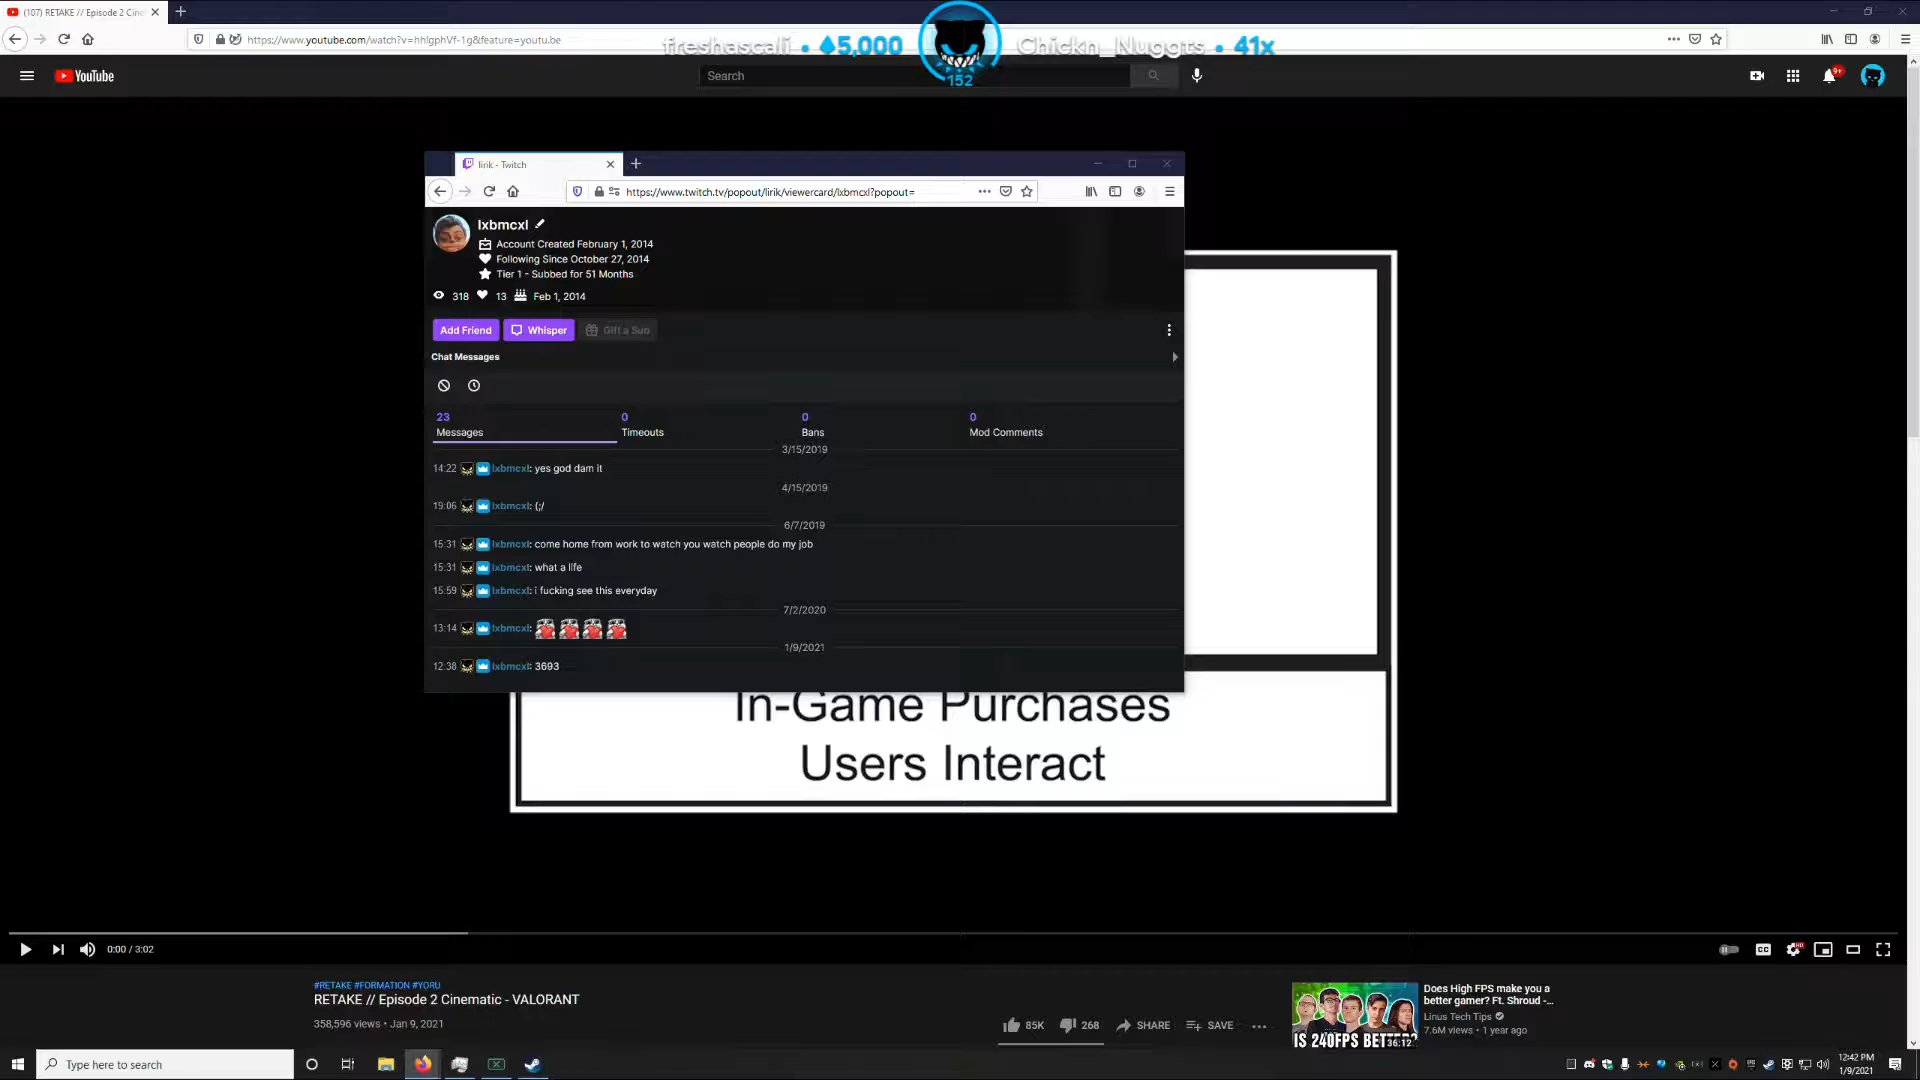 (107) RETAKE // Episode 2 Cine
https://www.youtube.com/watch?v=hhlgphVf-1g&feature=youtu.be
freshascali • 5,000
152
Chickn_Nuggts • 41x
YouTube
Search
9+
lirik - Twitch
https://www.twitch.tv/popout/lirik/viewercard/lxbmcxl?popout=
lxbmcxl
Account Created February 1, 2014
Following Since October 27, 2014
Tier 1 - Subbed for 51 Months
318 13 Feb 1, 2014
Add Friend Whisper Gift a Sub
Chat Messages
23 0 0 0
Messages Timeouts Bans Mod Comments
3/15/2019
14:22 lxbmcxl: yes god dam it
4/15/2019
19:06 lxbmcxl: (;/
6/7/2019
15:31 lxbmcxl: come home from work to watch you watch people do my job
15:31 lxbmcxl: what a life
15:59 lxbmcxl: i fucking see this everyday
7/2/2020
13:14 lxbmcxl:
1/9/2021
12:38 lxbmcxl: 3693
In-Game Purchases
Users Interact
0:00 / 3:02
CC
HD
#RETAKE #FORMATION #YORU
RETAKE // Episode 2 Cinematic - VALORANT
358,596 views • Jan 9, 2021
85K 268 SHARE SAVE
IS 240FPS BET
36:12
Does High FPS make you a
better gamer? Ft. Shroud -...
Linus Tech Tips
7.6M views • 1 year ago
Type here to search
12:42 PM
1/9/2021